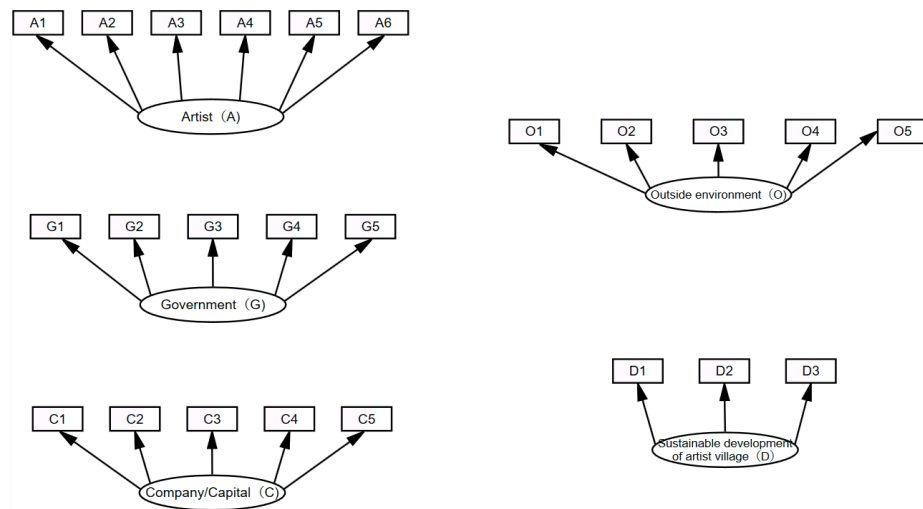 A1 A2 A3 A4 A5 A6
Artist（A)
G1 G2 G3 G4 G5
Government（G)
C1 C2 C3 C4 C5
Company/Capital（C)
O1 O2 O3 O4 O5
Outside environment（O)
D1 D2 D3
Sustainable development
of artist village（D）